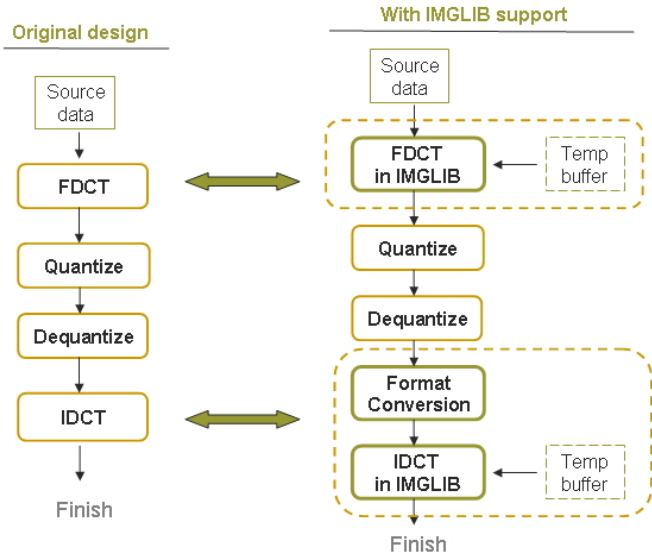 Original design
Source
data
FDCT
Quantize
Dequantize
IDCT
Finish
With IMGLIB support
Source
data
FDCT
in IMGLIB
Temp
buffer
Quantize
Dequantize
Format
Conversion
IDCT
in IMGLIB
Temp
buffer
Finish